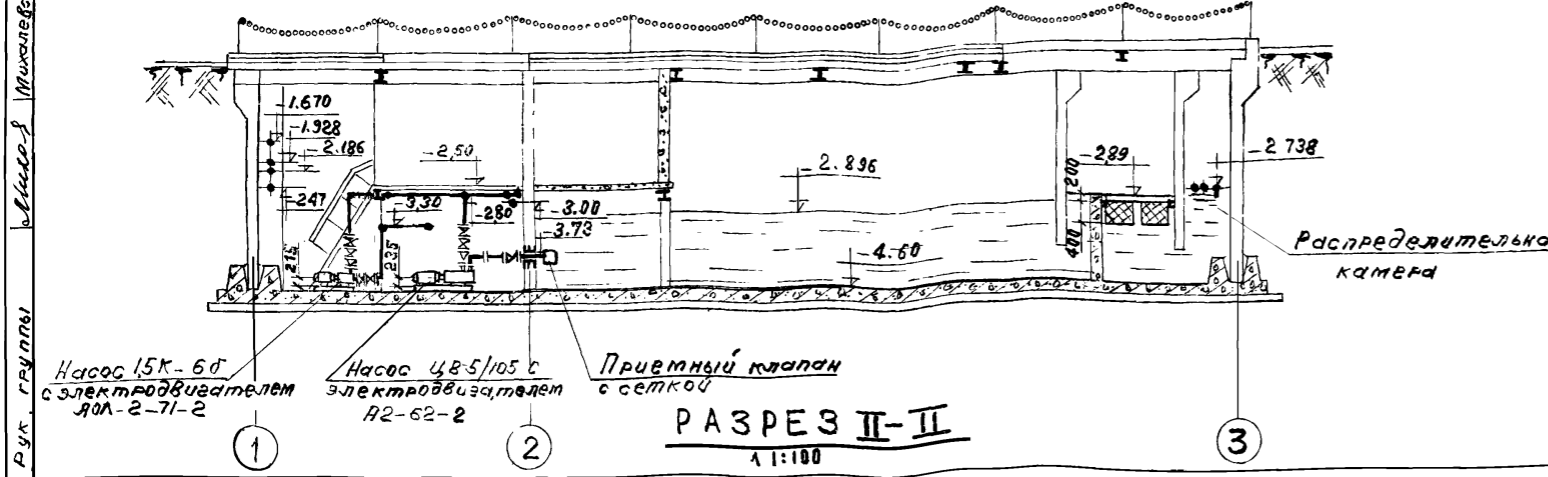 Рук. группы
-1.670
-1.928
-2.186
-247
-2,50
-3,30
-280
-3.00
-3.73
215
235
-2.896
-4.60
-2,89
200
400
-2 738
Распределительна
камера
Насос 1,5К-6б
с электродвигателем
АОЛ-2-71-2
Насос ЦВ-5/105 с
электродвигателем
А2-62-2
Приемный клапан
с сеткой
РАЗРЕЗ II-II
1:100
1
2
3